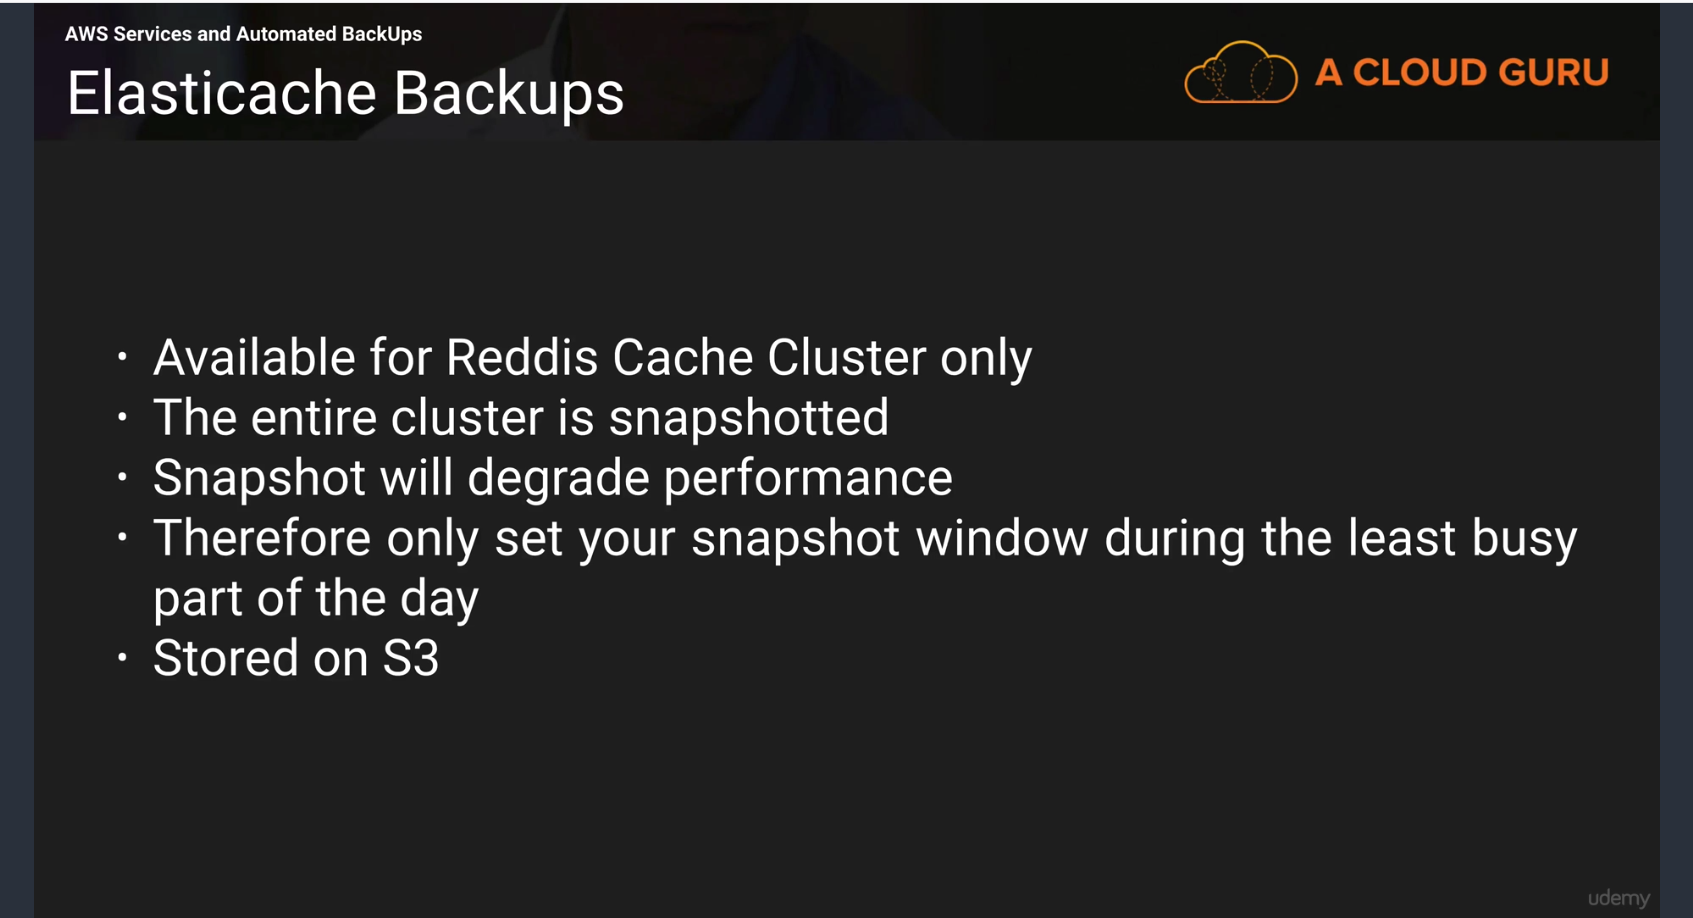 AWS Services and Automated BackUps
Elasticache Backups
A CLOUD GURU
• Available for Reddis Cache Cluster only
• The entire cluster is snapshotted
• Snapshot will degrade performance
• Therefore only set your snapshot window during the least busy
part of the day
• Stored on S3
udemy